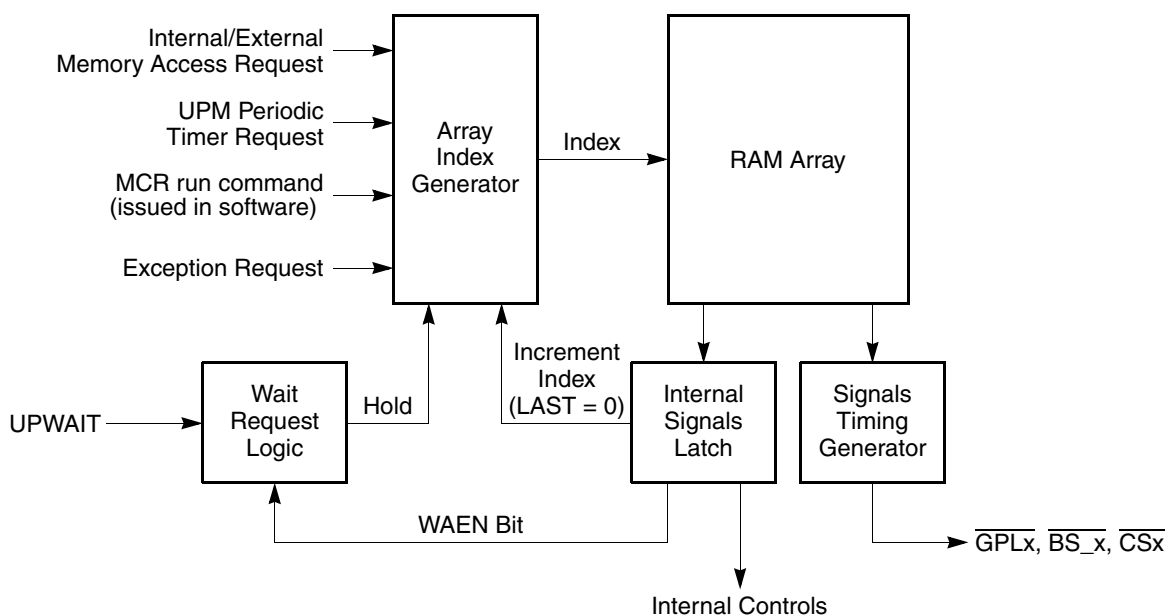 Internal/External
Memory Access Request
UPM Periodic
Timer Request
MCR run command
(issued in software)
Exception Request
Array
Index
Generator
Index
RAM Array
UPWAIT
Wait
Request
Logic
Hold
Increment
Index
(LAST = 0)
Internal
Signals
Latch
Signals
Timing
Generator
WAEN Bit
GPLx, BS_x, CSx
Internal Controls